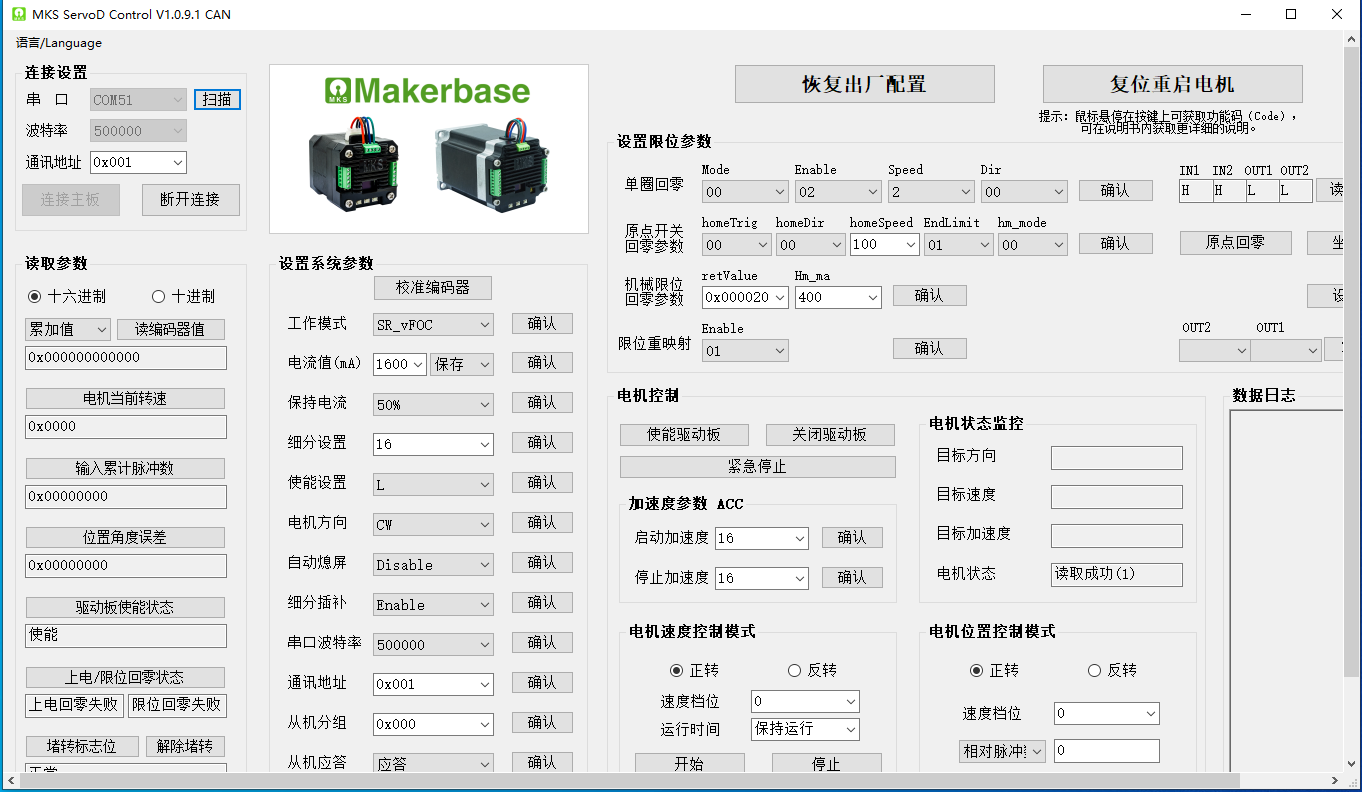 MKS ServoD Control V1.0.9.1 CAN
语言/Language
连接设置
串 口 COM51 扫描
波特率 500000
通讯地址 0x001
连接主板 断开连接
MKS Makerbase
MKS
MKS
恢复出厂配置 复位重启电机
提示: 鼠标悬停在按键上可获取功能码（Code），
可在说明书内获取更详细的说明。
设置限位参数
Mode Enable Speed Dir
单圈回零 00 02 2 00 确认
IN1 IN2 OUT1 OUT2
H H L L
homeTrig homeDir homeSpeed EndLimit hm_mode
原点开关
回零参数 00 00 100 01 00 确认 原点回零
retValue Hm_ma
机械限位
回零参数 0x000020 400 确认
Enable
限位重映射 01 确认
OUT2 OUT1
读取参数
十六进制 十进制
累加值 读编码器值
0x000000000000
电机当前转速
0x0000
输入累计脉冲数
0x00000000
位置角度误差
0x00000000
驱动板使能状态
使能
上电/限位回零状态
上电回零失败 限位回零失败
堵转标志位 解除堵转
正常
设置系统参数
校准编码器
工作模式 SR_vFOC 确认
电流值(mA) 1600 保存 确认
保持电流 50% 确认
细分设置 16 确认
使能设置 L 确认
电机方向 CW 确认
自动熄屏 Disable 确认
细分插补 Enable 确认
串口波特率 500000 确认
通讯地址 0x001 确认
从机分组 0x000 确认
从机应答 应答 确认
电机控制
使能驱动板 关闭驱动板
紧急停止
加速度参数 ACC
启动加速度 16 确认
停止加速度 16 确认
电机状态监控
目标方向
目标速度
目标加速度
电机状态 读取成功(1)
电机速度控制模式
正转 反转
速度档位 0
运行时间 保持运行
开始 停止
电机位置控制模式
正转 反转
速度档位 0
相对脉冲 0
数据日志